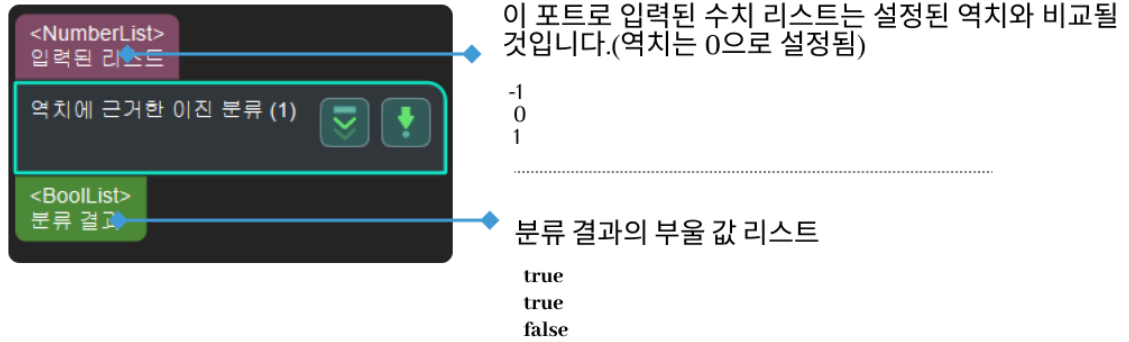 <NumberList>
입력된 리스트
역치에 근거한 이진 분류 (1)
<BoolList>
분류 결과
이 포트로 입력된 수치 리스트는 설정된 역치와 비교될
것입니다.(역치는 0으로 설정됨)
-1
0
1
분류 결과의 부울 값 리스트
true
true
false